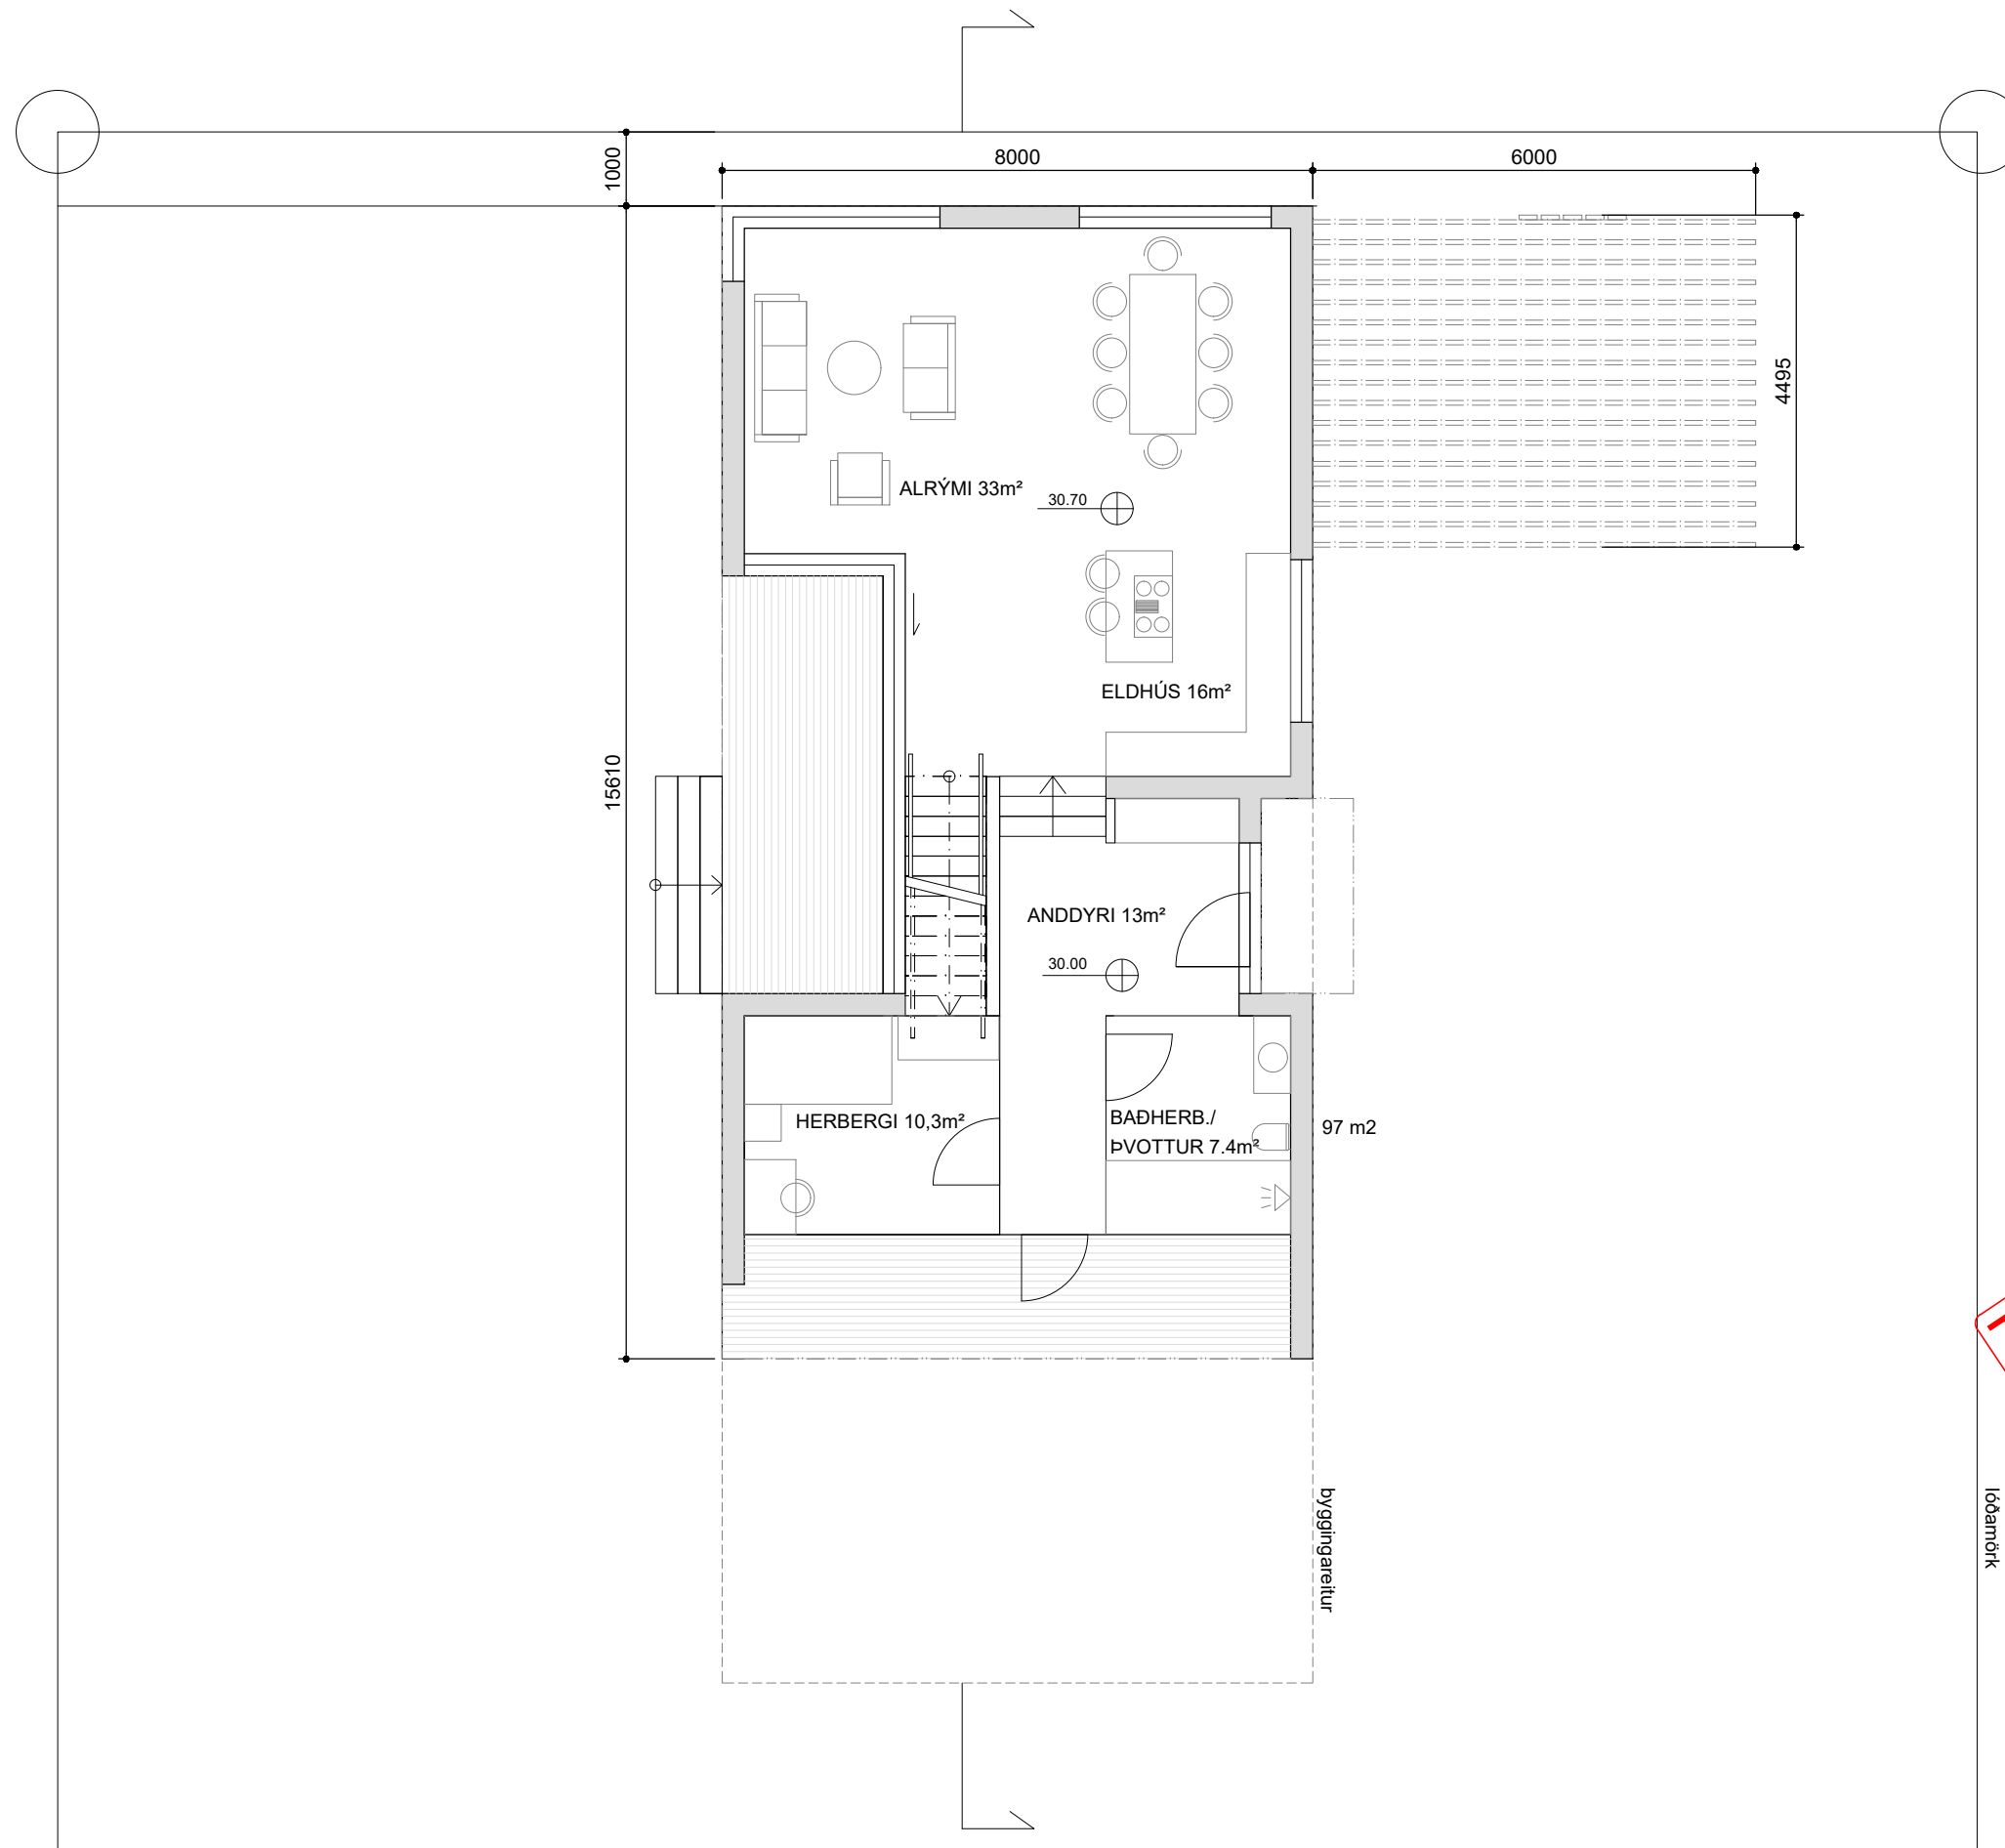 8000
6000
1000
4495
ALRÝMI 33m²
30.70
ELDHÚS 16m²
15610
ANDDYRI 13m²
30.00
HERBERGI 10,3m²
BAÐHERB./
ÞVOTTUR 7.4m²
97 m2
byggingareitur
lóðamörk